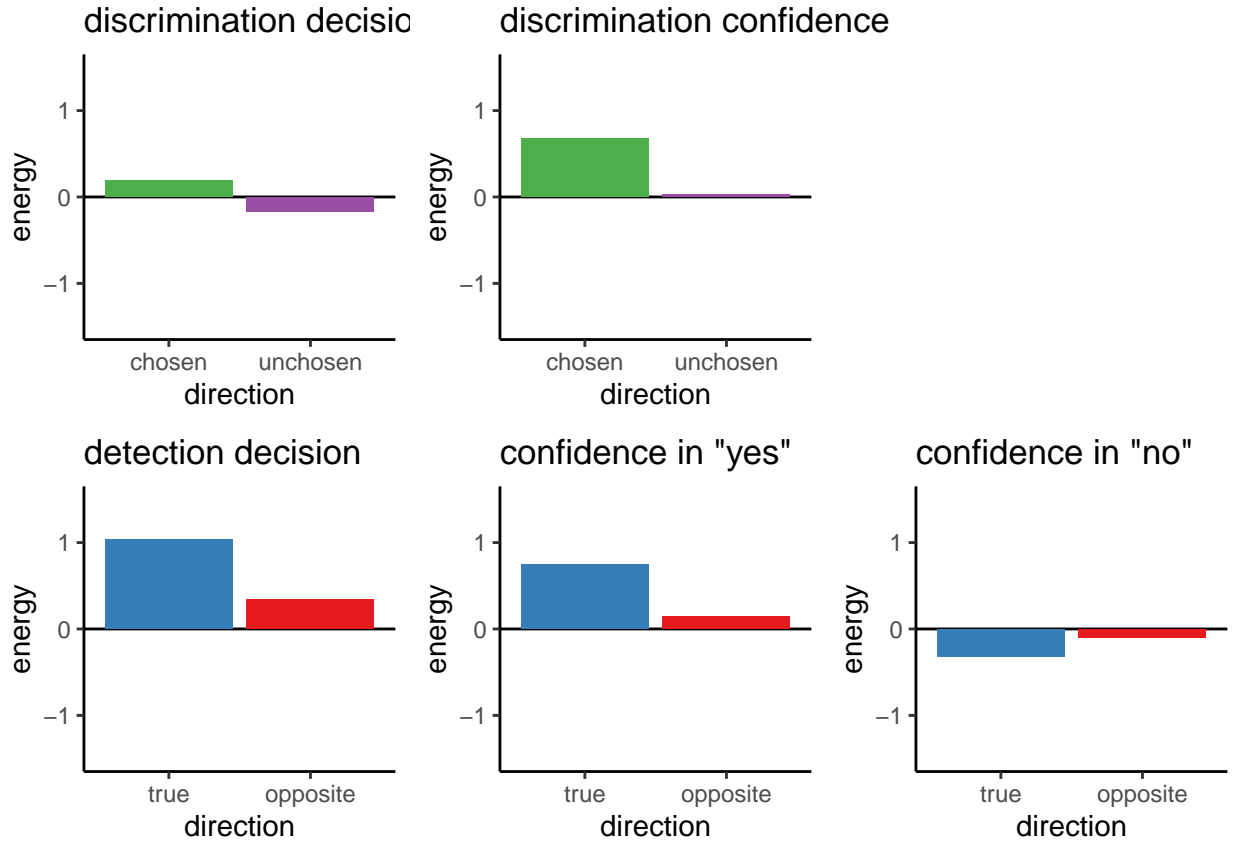 discrimination decisio
energy
1
0
−1
chosen unchosen
direction
discrimination confidence
energy
1
0
−1
chosen unchosen
direction
detection decision
energy
1
0
−1
true opposite
direction
confidence in "yes"
energy
1
0
−1
true opposite
direction
confidence in "no"
energy
1
0
−1
true opposite
direction